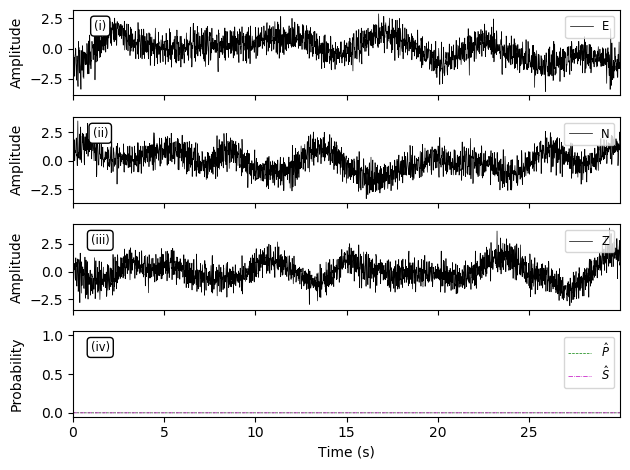 Amplitude
2.5
0.0
−2.5
(i)
E
Amplitude
2.5
0.0
−2.5
(ii)
N
Amplitude
2.5
0.0
−2.5
(iii)
Z
Probability
1.0
0.5
0.0
(iv)
P̂
Ŝ
0 5 10 15 20 25
Time (s)